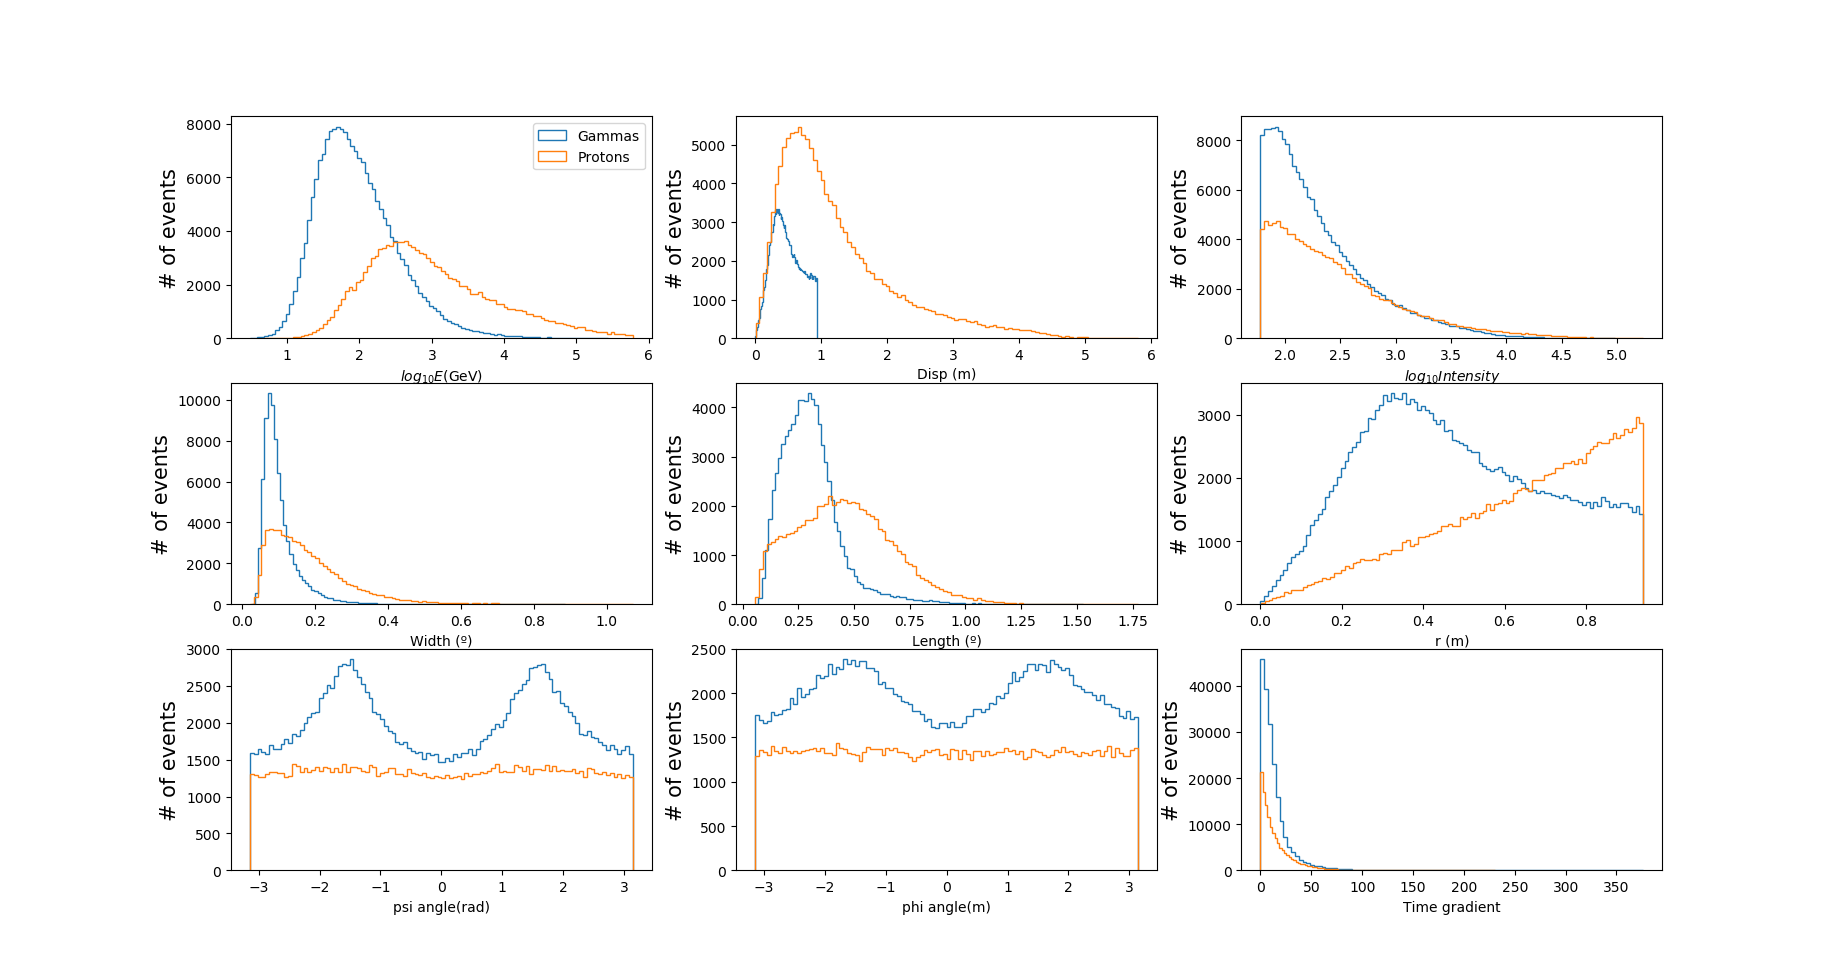 # of events
8000
6000
4000
2000
0
Gammas
Protons
1 2 3 4 5 6
log10E(GeV)
# of events
5000
4000
3000
2000
1000
0
0 1 2 3 4 5 6
Disp (m)
# of events
8000
6000
4000
2000
0
2.0 2.5 3.0 3.5 4.0 4.5 5.0
log10Intensity
# of events
10000
8000
6000
4000
2000
0
0.0 0.2 0.4 0.6 0.8 1.0
Width (º)
# of events
4000
3000
2000
1000
0
0.00 0.25 0.50 0.75 1.00 1.25 1.50 1.75
Length (º)
# of events
3000
2000
1000
0
0.0 0.2 0.4 0.6 0.8
r (m)
# of events
3000
2500
2000
1500
1000
500
0
−3 −2 −1 0 1 2 3
psi angle(rad)
# of events
2500
2000
1500
1000
500
0
−3 −2 −1 0 1 2 3
phi angle(m)
# of events
40000
30000
20000
10000
0
0 50 100 150 200 250 300 350
Time gradient